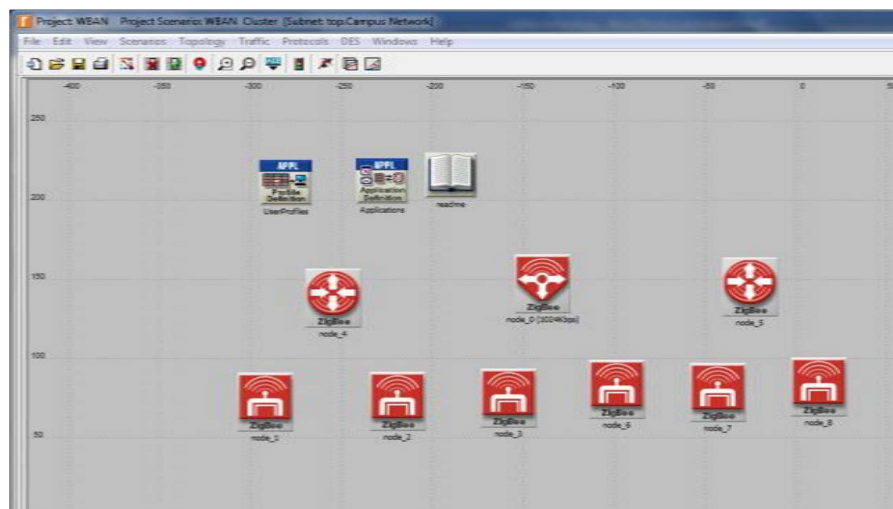 Project: WBAN Project Scenario: WBAN_Cluster [Subnet: top.Campus Network]
File Edit View Scenarios Topology Traffic Protocols DES Windows Help
-400 -350 -300 -250 -200 -150 -100 -50 0
250
APPL APPL
Profile Application
Definition Definition
UserProfiles Applications readme
200
150
ZigBee ZigBee ZigBee
node_4 node_0 (1024Kbps) node_5
100
ZigBee ZigBee ZigBee ZigBee ZigBee ZigBee
node_1 node_2 node_3 node_6 node_7 node_8
50